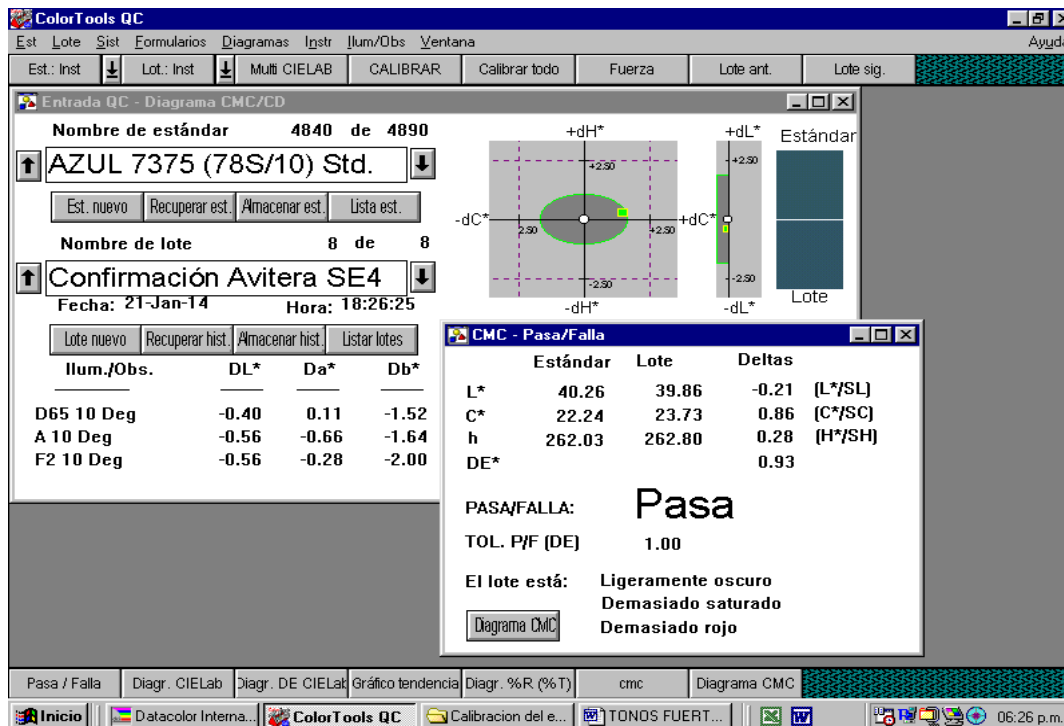 ColorTools QC
Est Lote Sist Formularios Diagramas Instr Ilum/Obs Ventana Ayuda
Est.: Inst Lot.: Inst Multi CIELAB CALIBRAR Calibrar todo Fuerza Lote ant. Lote sig.
Entrada QC - Diagrama CMC/CD
Nombre de estándar 4840 de 4890
AZUL 7375 (78S/10) Std.
Est. nuevo Recuperar est. Almacenar est. Lista est.
Nombre de lote 8 de 8
Confirmación Avitera SE4
Fecha: 21-Jan-14 Hora: 18:26:25
Lote nuevo Recuperar hist. Almacenar hist. Listar lotes
Ilum./Obs. DL* Da* Db*
D65 10 Deg -0.40 0.11 -1.52
A 10 Deg -0.56 -0.66 -1.64
F2 10 Deg -0.56 -0.28 -2.00
+dH*
+2.50
-dC* 2.50 +2.50 +dC*
-2.50
-dH*
+dL*
+2.50
-2.50
-dL*
Estándar
Lote
CMC - Pasa/Falla
Estándar Lote Deltas
L* 40.26 39.86 -0.21 (L*/SL)
C* 22.24 23.73 0.86 (C*/SC)
h 262.03 262.80 0.28 (H*/SH)
DE* 0.93
PASA/FALLA: Pasa
TOL. P/F (DE) 1.00
El lote está: Ligeramente oscuro
Demasiado saturado
Demasiado rojo
Diagrama CMC
Pasa / Falla Diagr. CIELab Diagr. DE CIELab Gráfico tendencia Diagr. %R (%T) cmc Diagrama CMC
Inicio Datacolor Interna... ColorTools QC Calibracion del e... TONOS FUERT... 06:26 p.m.